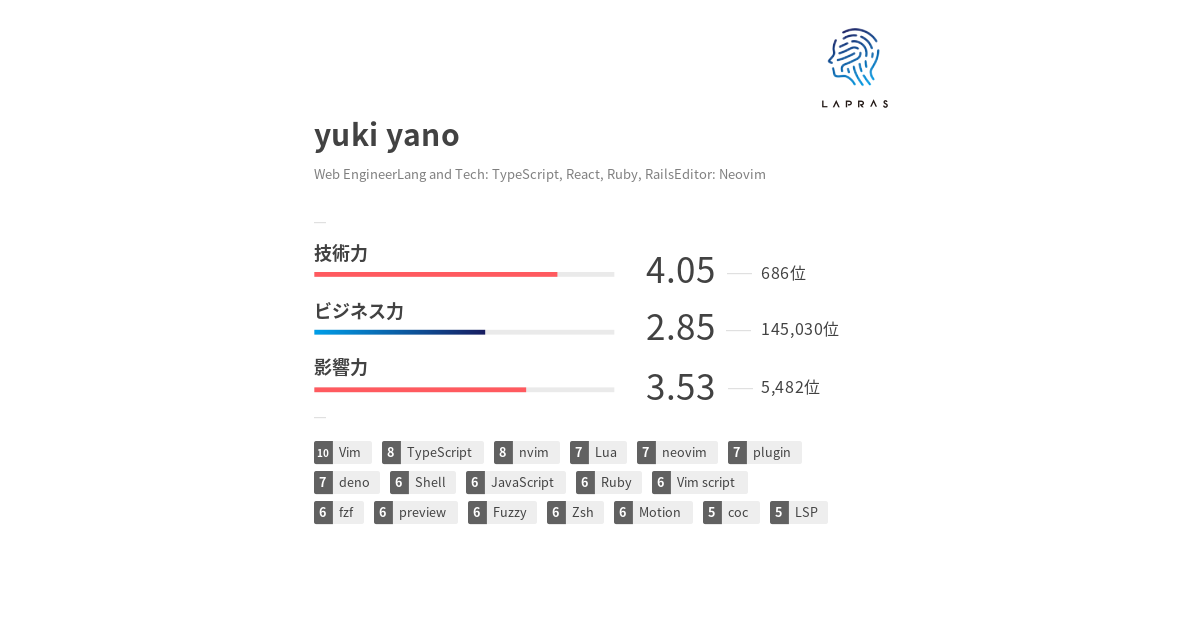 LAPRAS
yuki yano
Web EngineerLang and Tech: TypeScript, React, Ruby, RailsEditor: Neovim
技術力 4.05 686位
ビジネス力 2.85 145,030位
影響力 3.53 5,482位
10 Vim 8 TypeScript 8 nvim 7 Lua 7 neovim 7 plugin
7 deno 6 Shell 6 JavaScript 6 Ruby 6 Vim script
6 fzf 6 preview 6 Fuzzy 6 Zsh 6 Motion 5 coc 5 LSP